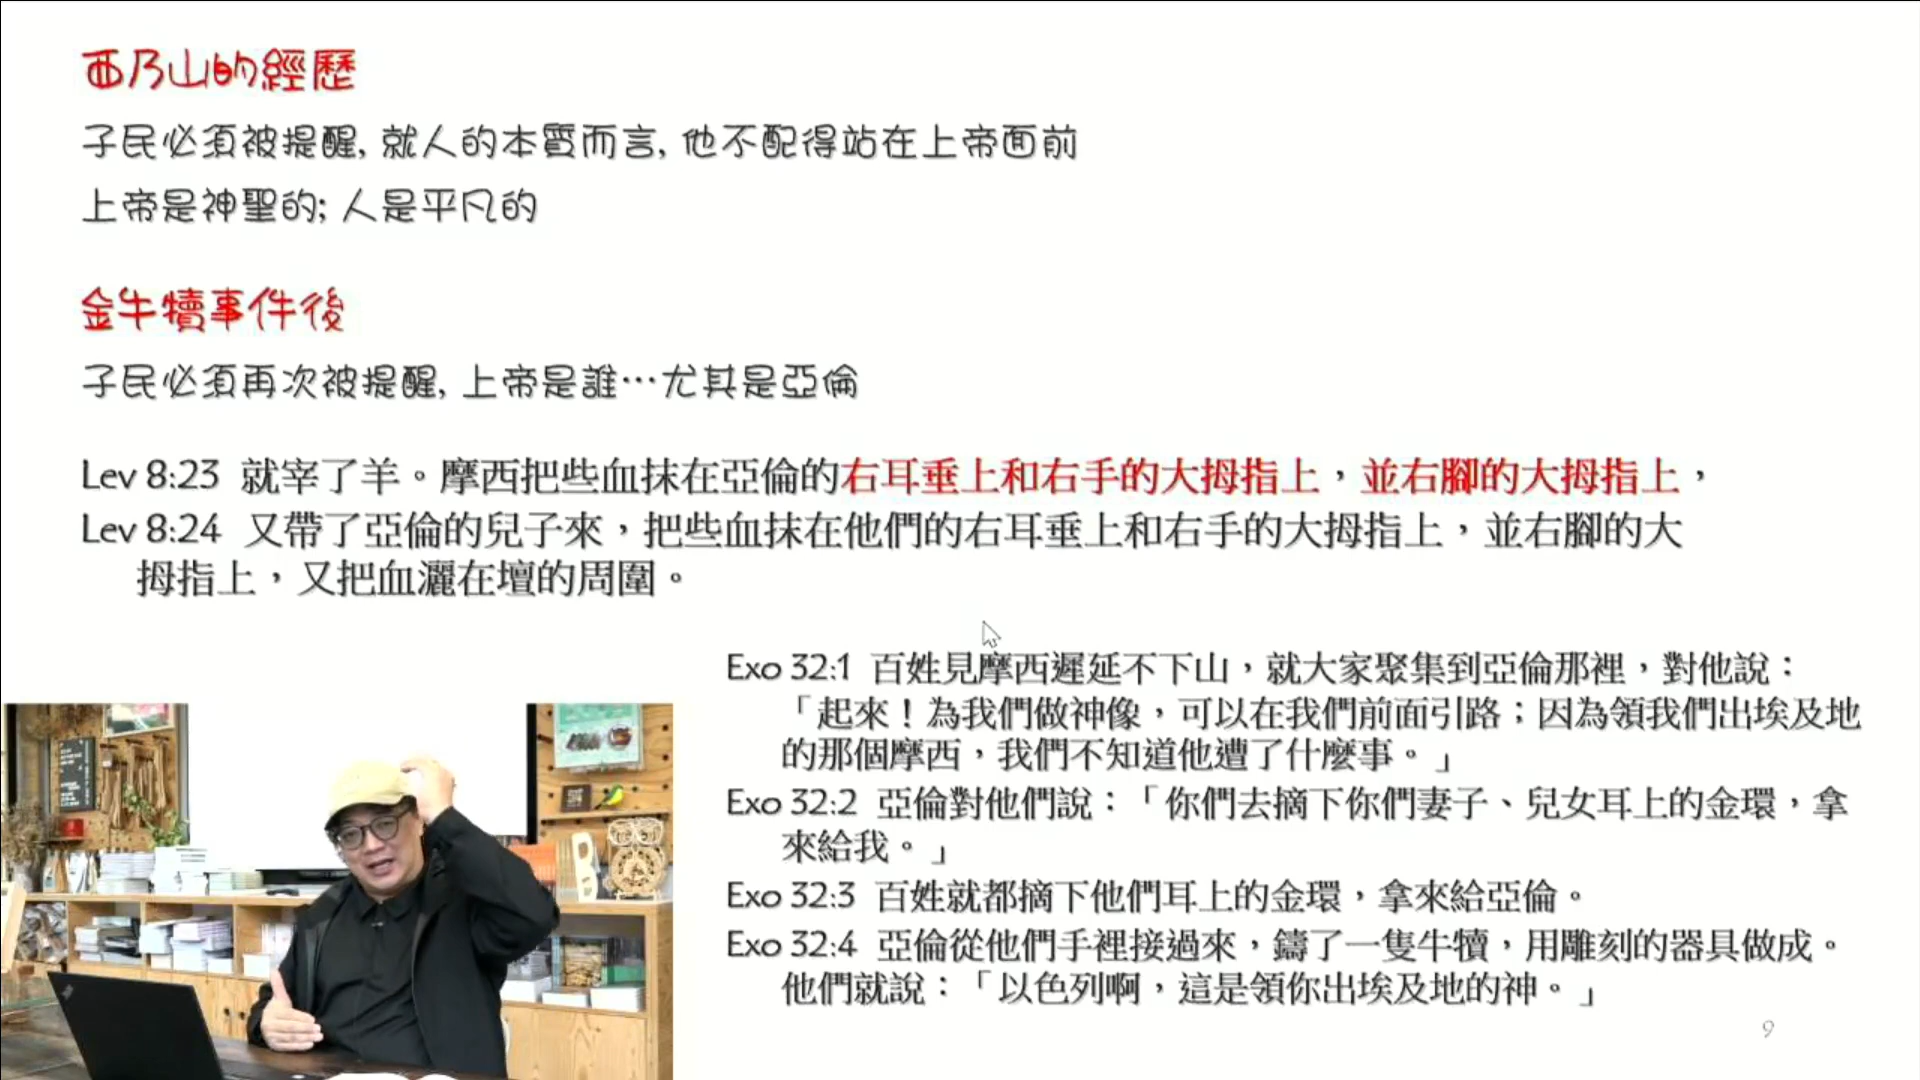 西乃山的經歷
子民必須被提醒, 就人的本質而言, 他不配得站在上帝面前
上帝是神聖的; 人是平凡的
金牛犢事件後
子民必須再次被提醒, 上帝是誰…尤其是亞倫
Lev 8:23 就宰了羊。摩西把些血抹在亞倫的右耳垂上和右手的大拇指上，並右腳的大拇指上，
Lev 8:24 又帶了亞倫的兒子來，把些血抹在他們的右耳垂上和右手的大拇指上，並右腳的大
拇指上，又把血灑在壇的周圍。
Exo 32:1 百姓見摩西遲延不下山，就大家聚集到亞倫那裡，對他說：
「起來！為我們做神像，可以在我們前面引路；因為領我們出埃及地
的那個摩西，我們不知道他遭了什麼事。」
Exo 32:2 亞倫對他們說：「你們去摘下你們妻子、兒女耳上的金環，拿
來給我。」
Exo 32:3 百姓就都摘下他們耳上的金環，拿來給亞倫。
Exo 32:4 亞倫從他們手裡接過來，鑄了一隻牛犢，用雕刻的器具做成。
他們就說：「以色列啊，這是領你出埃及地的神。」
9